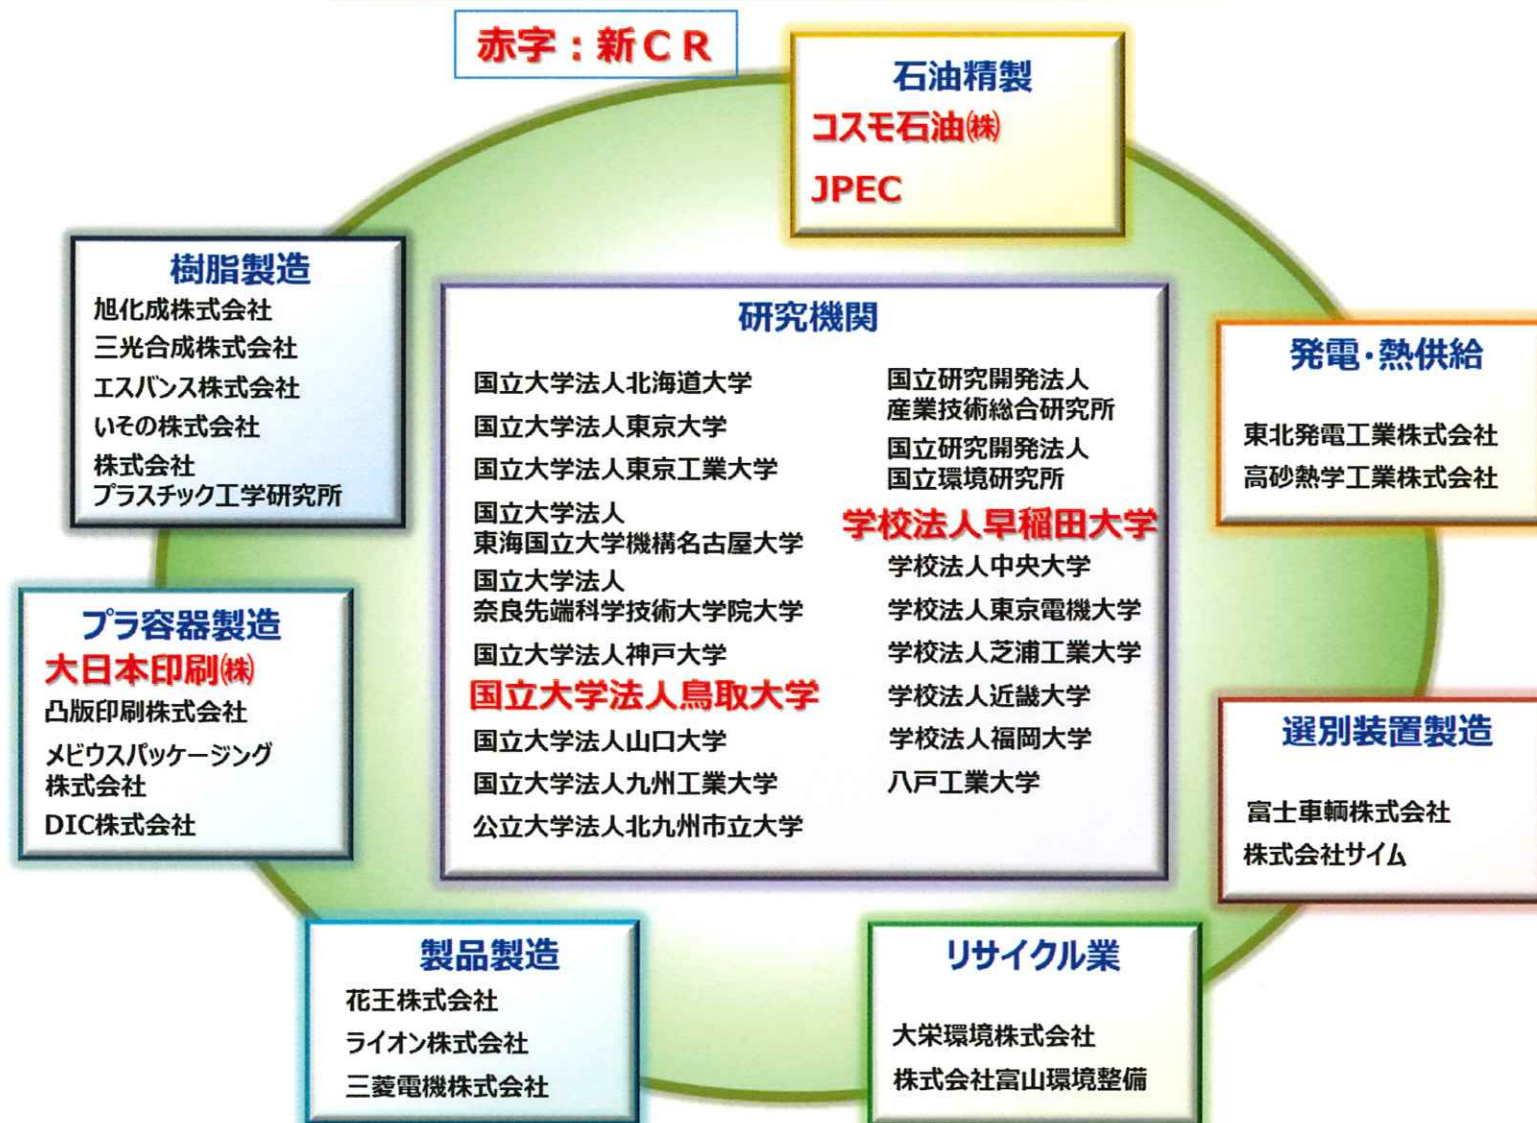 赤字：新ＣＲ
石油精製
コスモ石油㈱
JPEC
樹脂製造
旭化成株式会社
三光合成株式会社
エスバンス株式会社
いその株式会社
株式会社
プラスチック工学研究所
研究機関
国立大学法人北海道大学
国立大学法人東京大学
国立大学法人東京工業大学
国立大学法人
東海国立大学機構名古屋大学
国立大学法人
奈良先端科学技術大学院大学
国立大学法人神戸大学
国立大学法人鳥取大学
国立大学法人山口大学
国立大学法人九州工業大学
公立大学法人北九州市立大学
国立研究開発法人
産業技術総合研究所
国立研究開発法人
国立環境研究所
学校法人早稲田大学
学校法人中央大学
学校法人東京電機大学
学校法人芝浦工業大学
学校法人近畿大学
学校法人福岡大学
八戸工業大学
発電・熱供給
東北発電工業株式会社
高砂熱学工業株式会社
プラ容器製造
大日本印刷㈱
凸版印刷株式会社
メビウスパッケージング
株式会社
DIC株式会社
選別装置製造
富士車輌株式会社
株式会社サイム
製品製造
花王株式会社
ライオン株式会社
三菱電機株式会社
リサイクル業
大栄環境株式会社
株式会社富山環境整備